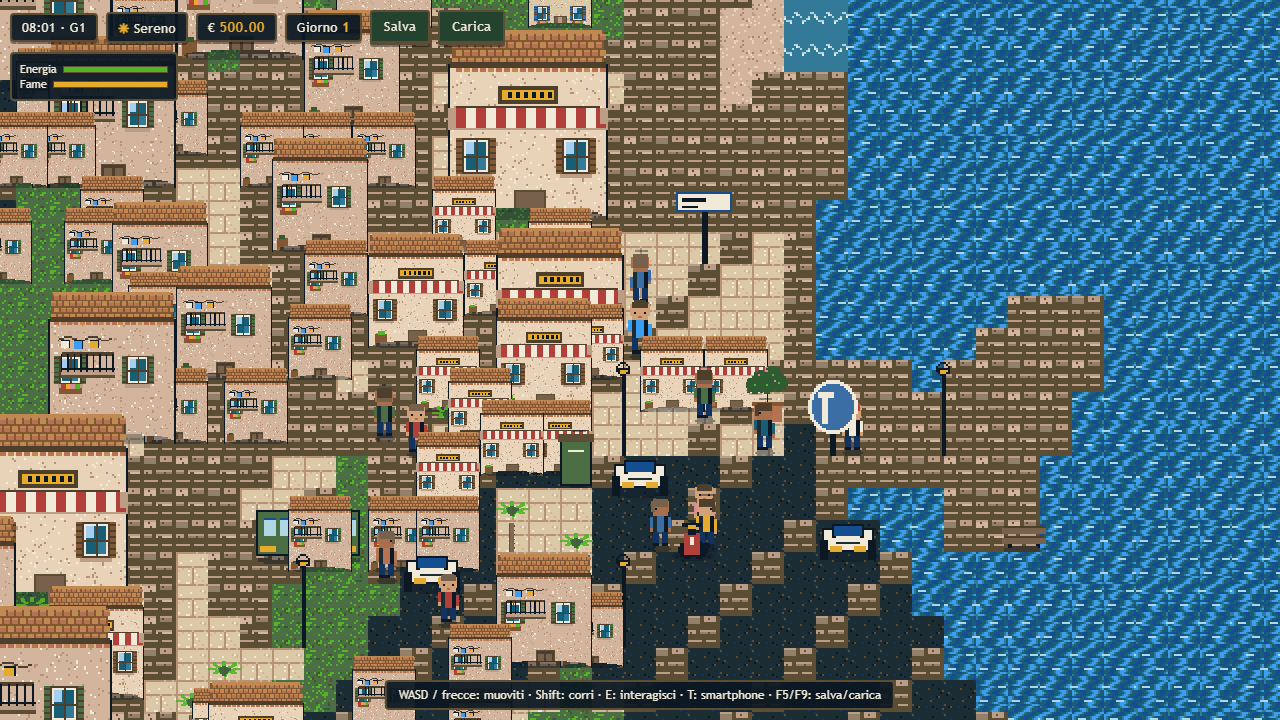 08:01 · G1
Sereno
€ 500.00
Giorno 1
Salva
Carica
Energia
Fame
T
WASD / frecce: muoviti · Shift: corri · E: interagisci · T: smartphone · F5/F9: salva/carica